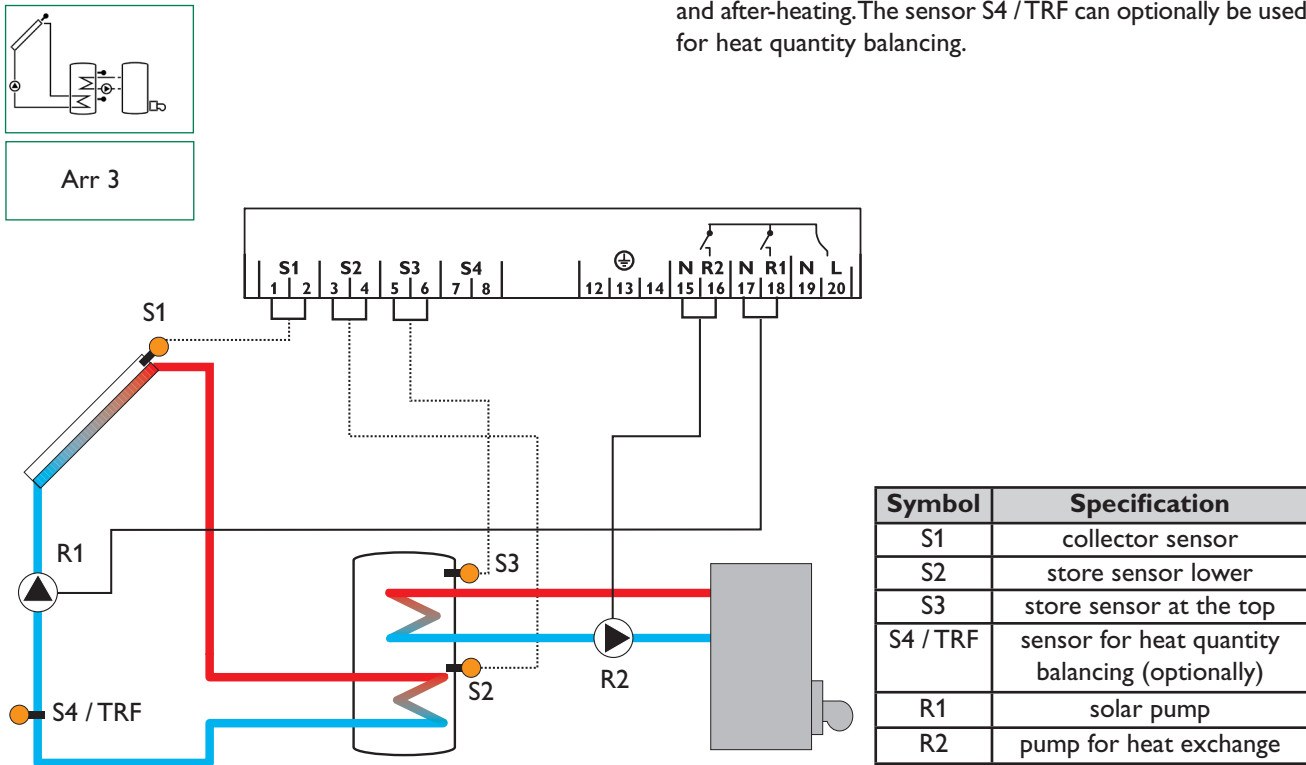 and after-heating. The sensor S4 / TRF can optionally be used
for heat quantity balancing.
Arr 3
S1 S2 S3 S4 N R2 N R1 N L
1 2 3 4 5 6 7 8 12 13 14 15 16 17 18 19 20
S1
R1
S3
S2
R2
S4 / TRF
Symbol Specification
S1 collector sensor
S2 store sensor lower
S3 store sensor at the top
S4 / TRF sensor for heat quantity
balancing (optionally)
R1 solar pump
R2 pump for heat exchange